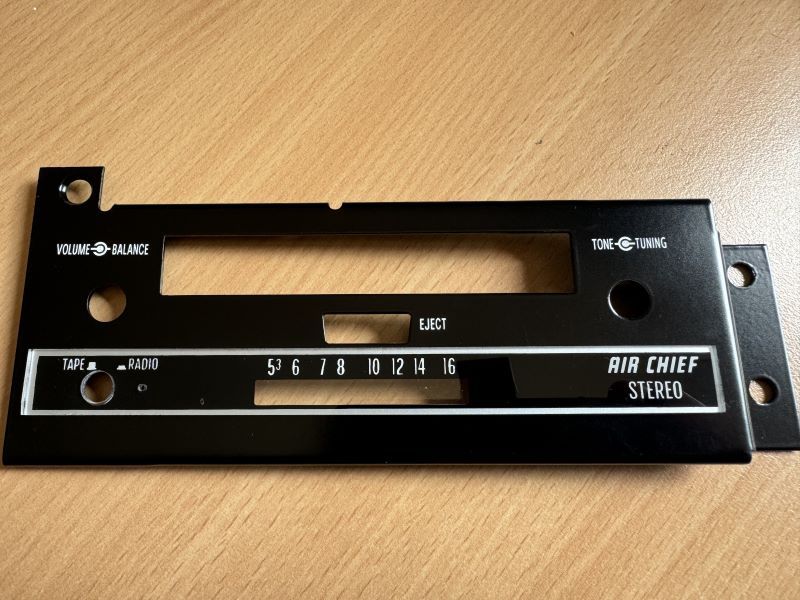 VOLUME BALANCE
TONE TUNING
EJECT
TAPE RADIO
5³ 6 7 8 10 12 14 16
AIR CHIEF
STEREO